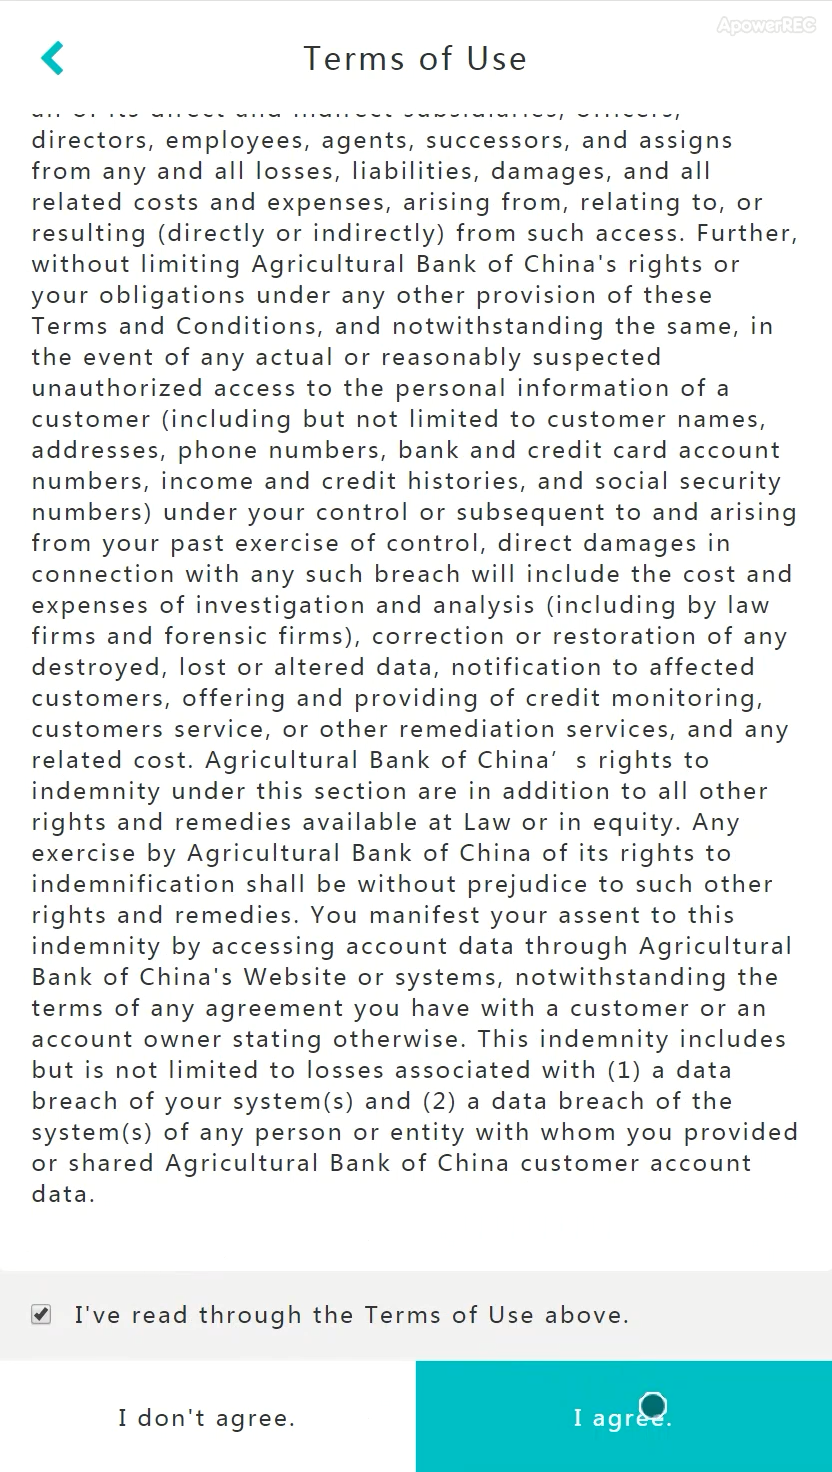 ApowerREC
Terms of Use
all of its direct and indirect subsidiaries, officers,
directors, employees, agents, successors, and assigns
from any and all losses, liabilities, damages, and all
related costs and expenses, arising from, relating to, or
resulting (directly or indirectly) from such access. Further,
without limiting Agricultural Bank of China's rights or
your obligations under any other provision of these
Terms and Conditions, and notwithstanding the same, in
the event of any actual or reasonably suspected
unauthorized access to the personal information of a
customer (including but not limited to customer names,
addresses, phone numbers, bank and credit card account
numbers, income and credit histories, and social security
numbers) under your control or subsequent to and arising
from your past exercise of control, direct damages in
connection with any such breach will include the cost and
expenses of investigation and analysis (including by law
firms and forensic firms), correction or restoration of any
destroyed, lost or altered data, notification to affected
customers, offering and providing of credit monitoring,
customers service, or other remediation services, and any
related cost. Agricultural Bank of China’ s rights to
indemnity under this section are in addition to all other
rights and remedies available at Law or in equity. Any
exercise by Agricultural Bank of China of its rights to
indemnification shall be without prejudice to such other
rights and remedies. You manifest your assent to this
indemnity by accessing account data through Agricultural
Bank of China's Website or systems, notwithstanding the
terms of any agreement you have with a customer or an
account owner stating otherwise. This indemnity includes
but is not limited to losses associated with (1) a data
breach of your system(s) and (2) a data breach of the
system(s) of any person or entity with whom you provided
or shared Agricultural Bank of China customer account
data.
I've read through the Terms of Use above.
I don't agree.
I agree.